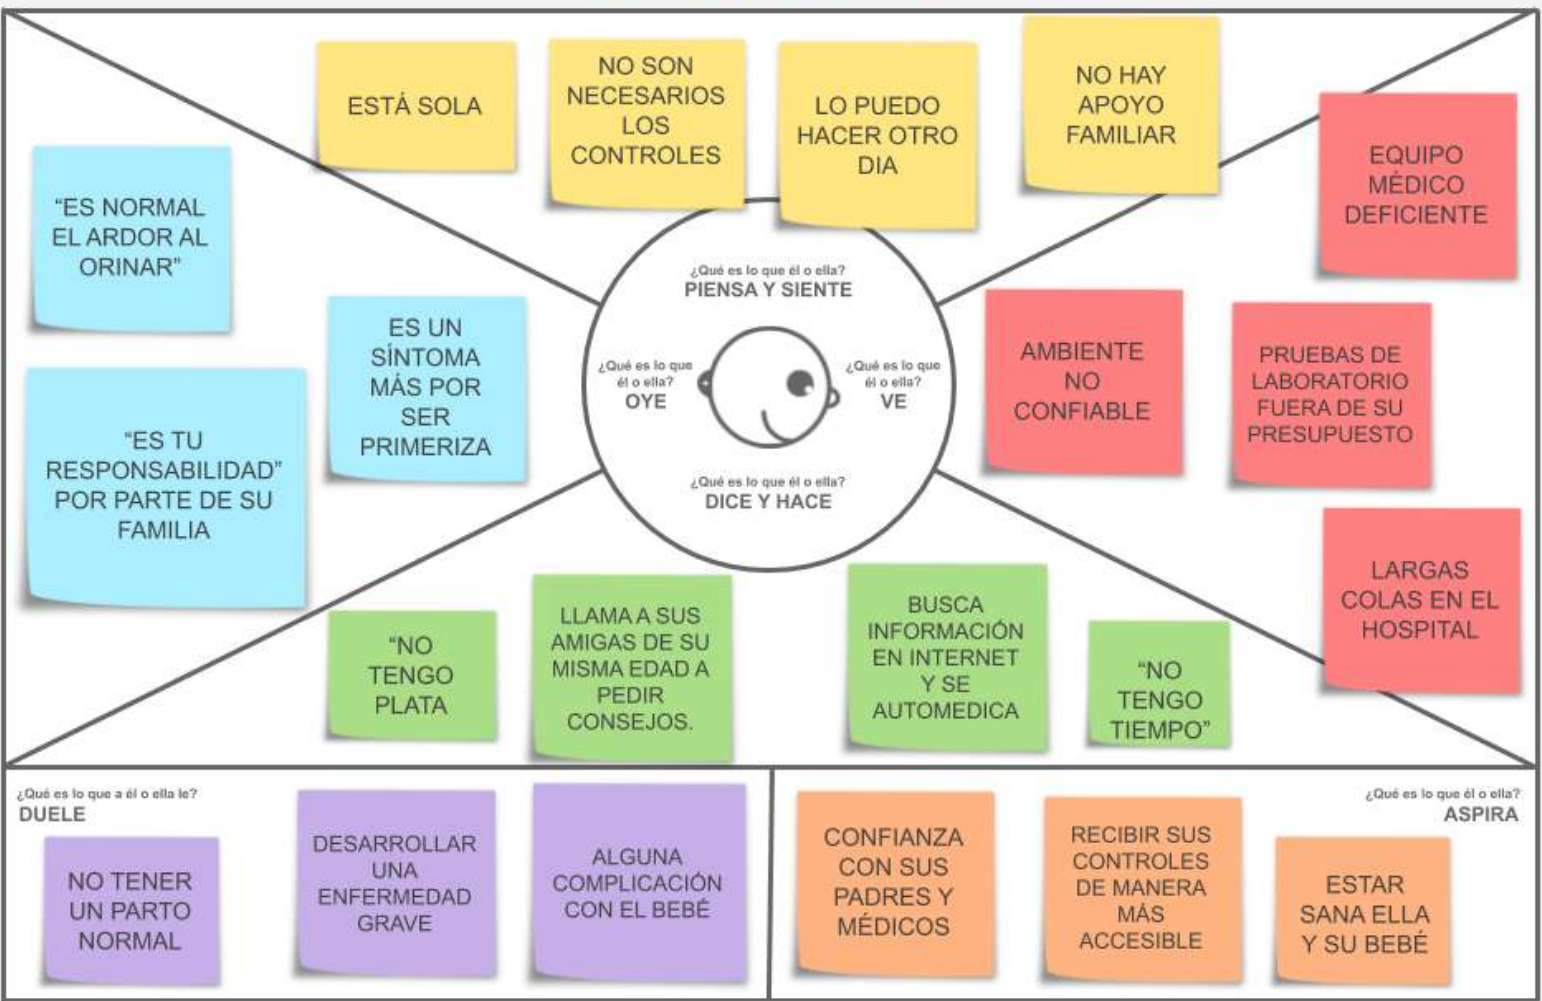 ESTÁ SOLA
NO SON
NECESARIOS
LOS
CONTROLES
LO PUEDO
HACER OTRO
DIA
NO HAY
APOYO
FAMILIAR
“ES NORMAL
EL ARDOR AL
ORINAR”
ES UN
SÍNTOMA
MÁS POR
SER
PRIMERIZA
“ES TU
RESPONSABILIDAD”
POR PARTE DE SU
FAMILIA
¿Qué es lo que él o ella?
PIENSA Y SIENTE
¿Qué es lo que
él o ella?
OYE
¿Qué es lo que
él o ella?
VE
¿Qué es lo que él o ella?
DICE Y HACE
EQUIPO
MÉDICO
DEFICIENTE
AMBIENTE
NO
CONFIABLE
PRUEBAS DE
LABORATORIO
FUERA DE SU
PRESUPUESTO
LARGAS
COLAS EN EL
HOSPITAL
“NO
TENGO
PLATA
LLAMA A SUS
AMIGAS DE SU
MISMA EDAD A
PEDIR
CONSEJOS.
BUSCA
INFORMACIÓN
EN INTERNET
Y SE
AUTOMEDICA
“NO
TENGO
TIEMPO”
¿Qué es lo que a él o ella le?
DUELE
NO TENER
UN PARTO
NORMAL
DESARROLLAR
UNA
ENFERMEDAD
GRAVE
ALGUNA
COMPLICACIÓN
CON EL BEBÉ
¿Qué es lo que él o ella?
ASPIRA
CONFIANZA
CON SUS
PADRES Y
MÉDICOS
RECIBIR SUS
CONTROLES
DE MANERA
MÁS
ACCESIBLE
ESTAR
SANA ELLA
Y SU BEBÉ